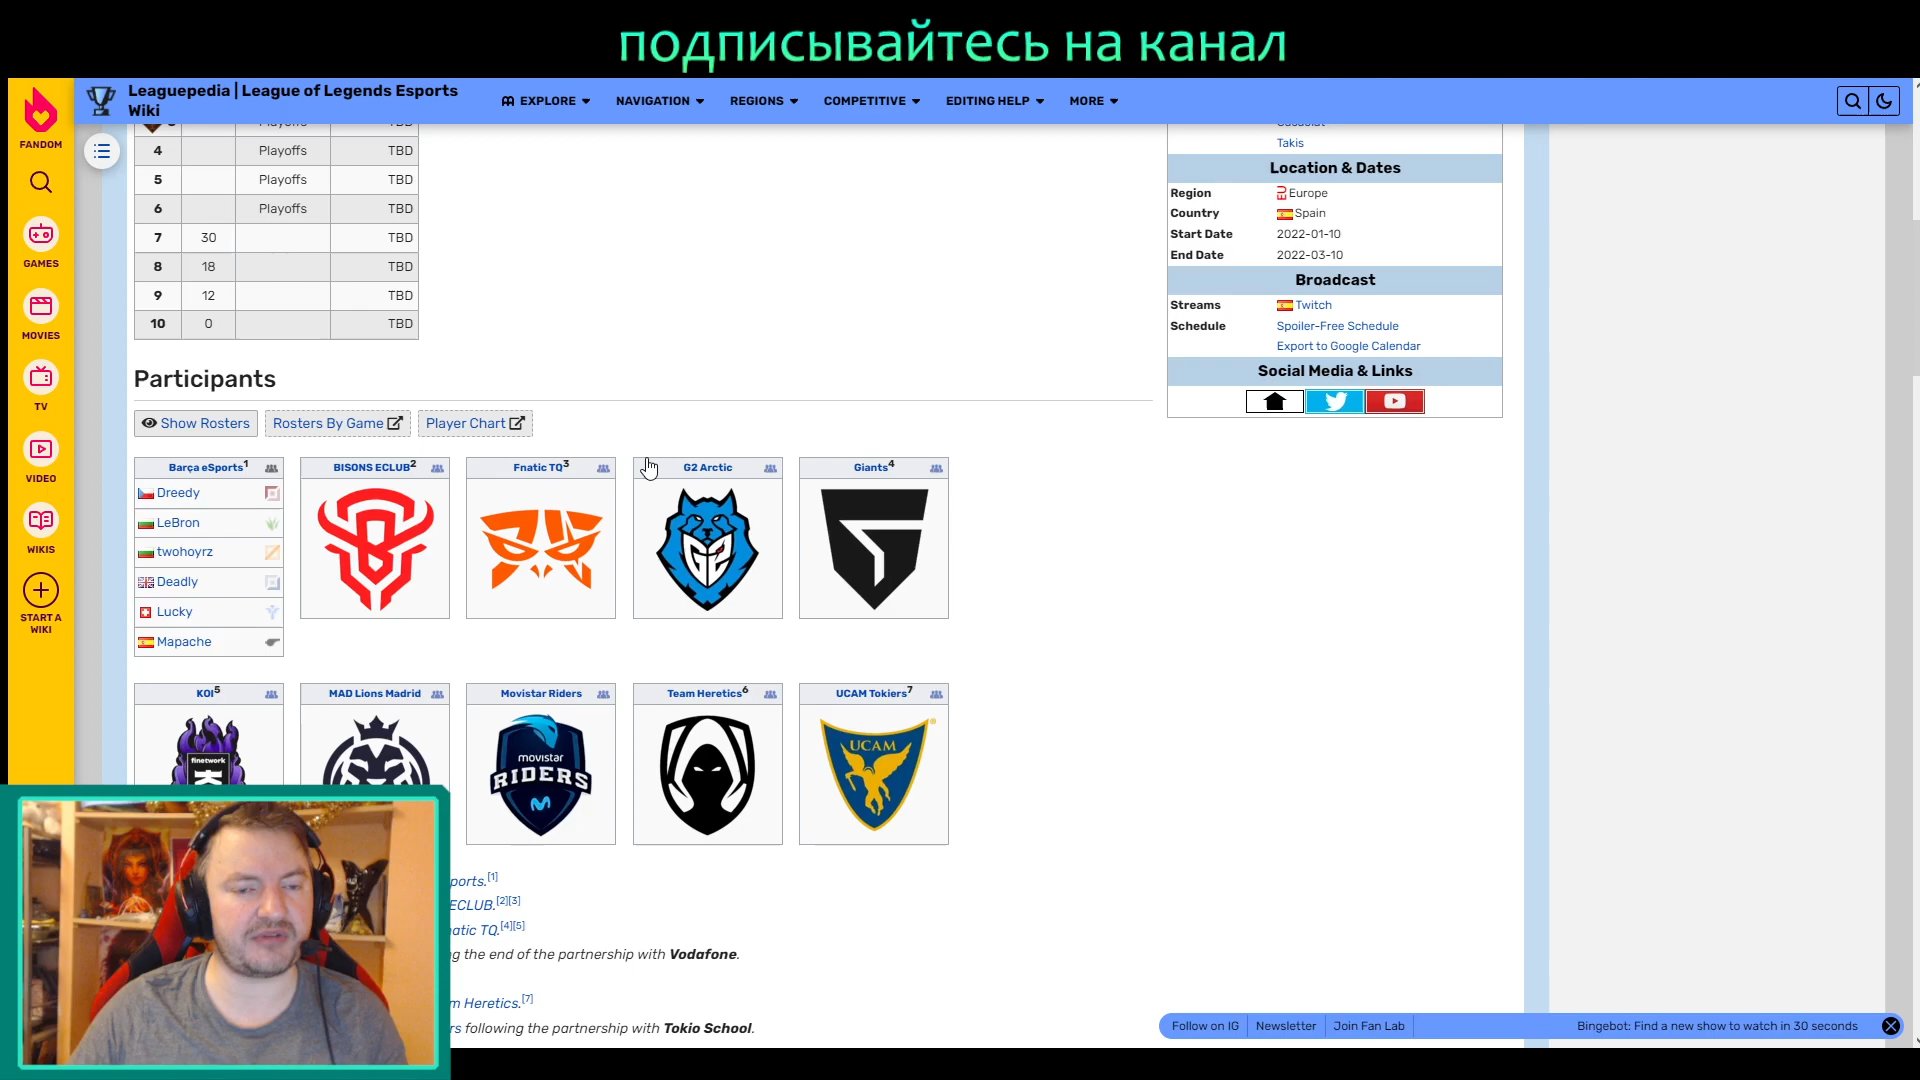 подписывайтесь на канал
Leaguepedia | League of Legends Esports
Wiki
EXPLORE
NAVIGATION
REGIONS
COMPETITIVE
EDITING HELP
MORE
FANDOM
GAMES
MOVIES
TV
VIDEO
WIKIS
START A
WIKI
4 Playoffs TBD
5 Playoffs TBD
6 Playoffs TBD
7 30 TBD
8 18 TBD
9 12 TBD
10 0 TBD
Takis
Location & Dates
Region Europe
Country Spain
Start Date 2022-01-10
End Date 2022-03-10
Broadcast
Streams Twitch
Schedule Spoiler-Free Schedule
Export to Google Calendar
Social Media & Links
Participants
Show Rosters Rosters By Game Player Chart
Barça eSports1
Dreedy
LeBron
twohoyrz
Deadly
Lucky
Mapache
BISONS ECLUB2
Fnatic TQ3
G2 Arctic
G2
Giants4
KOI5
finetwork
MAD Lions Madrid
Movistar Riders
movistar
RIDERS
Team Heretics6
UCAM Tokiers7
UCAM
ports.[1]
ECLUB.[2][3]
natic TQ.[4][5]
ng the end of the partnership with Vodafone.
m Heretics.[7]
rs following the partnership with Tokio School.
Follow on IG Newsletter Join Fan Lab Bingebot: Find a new show to watch in 30 seconds